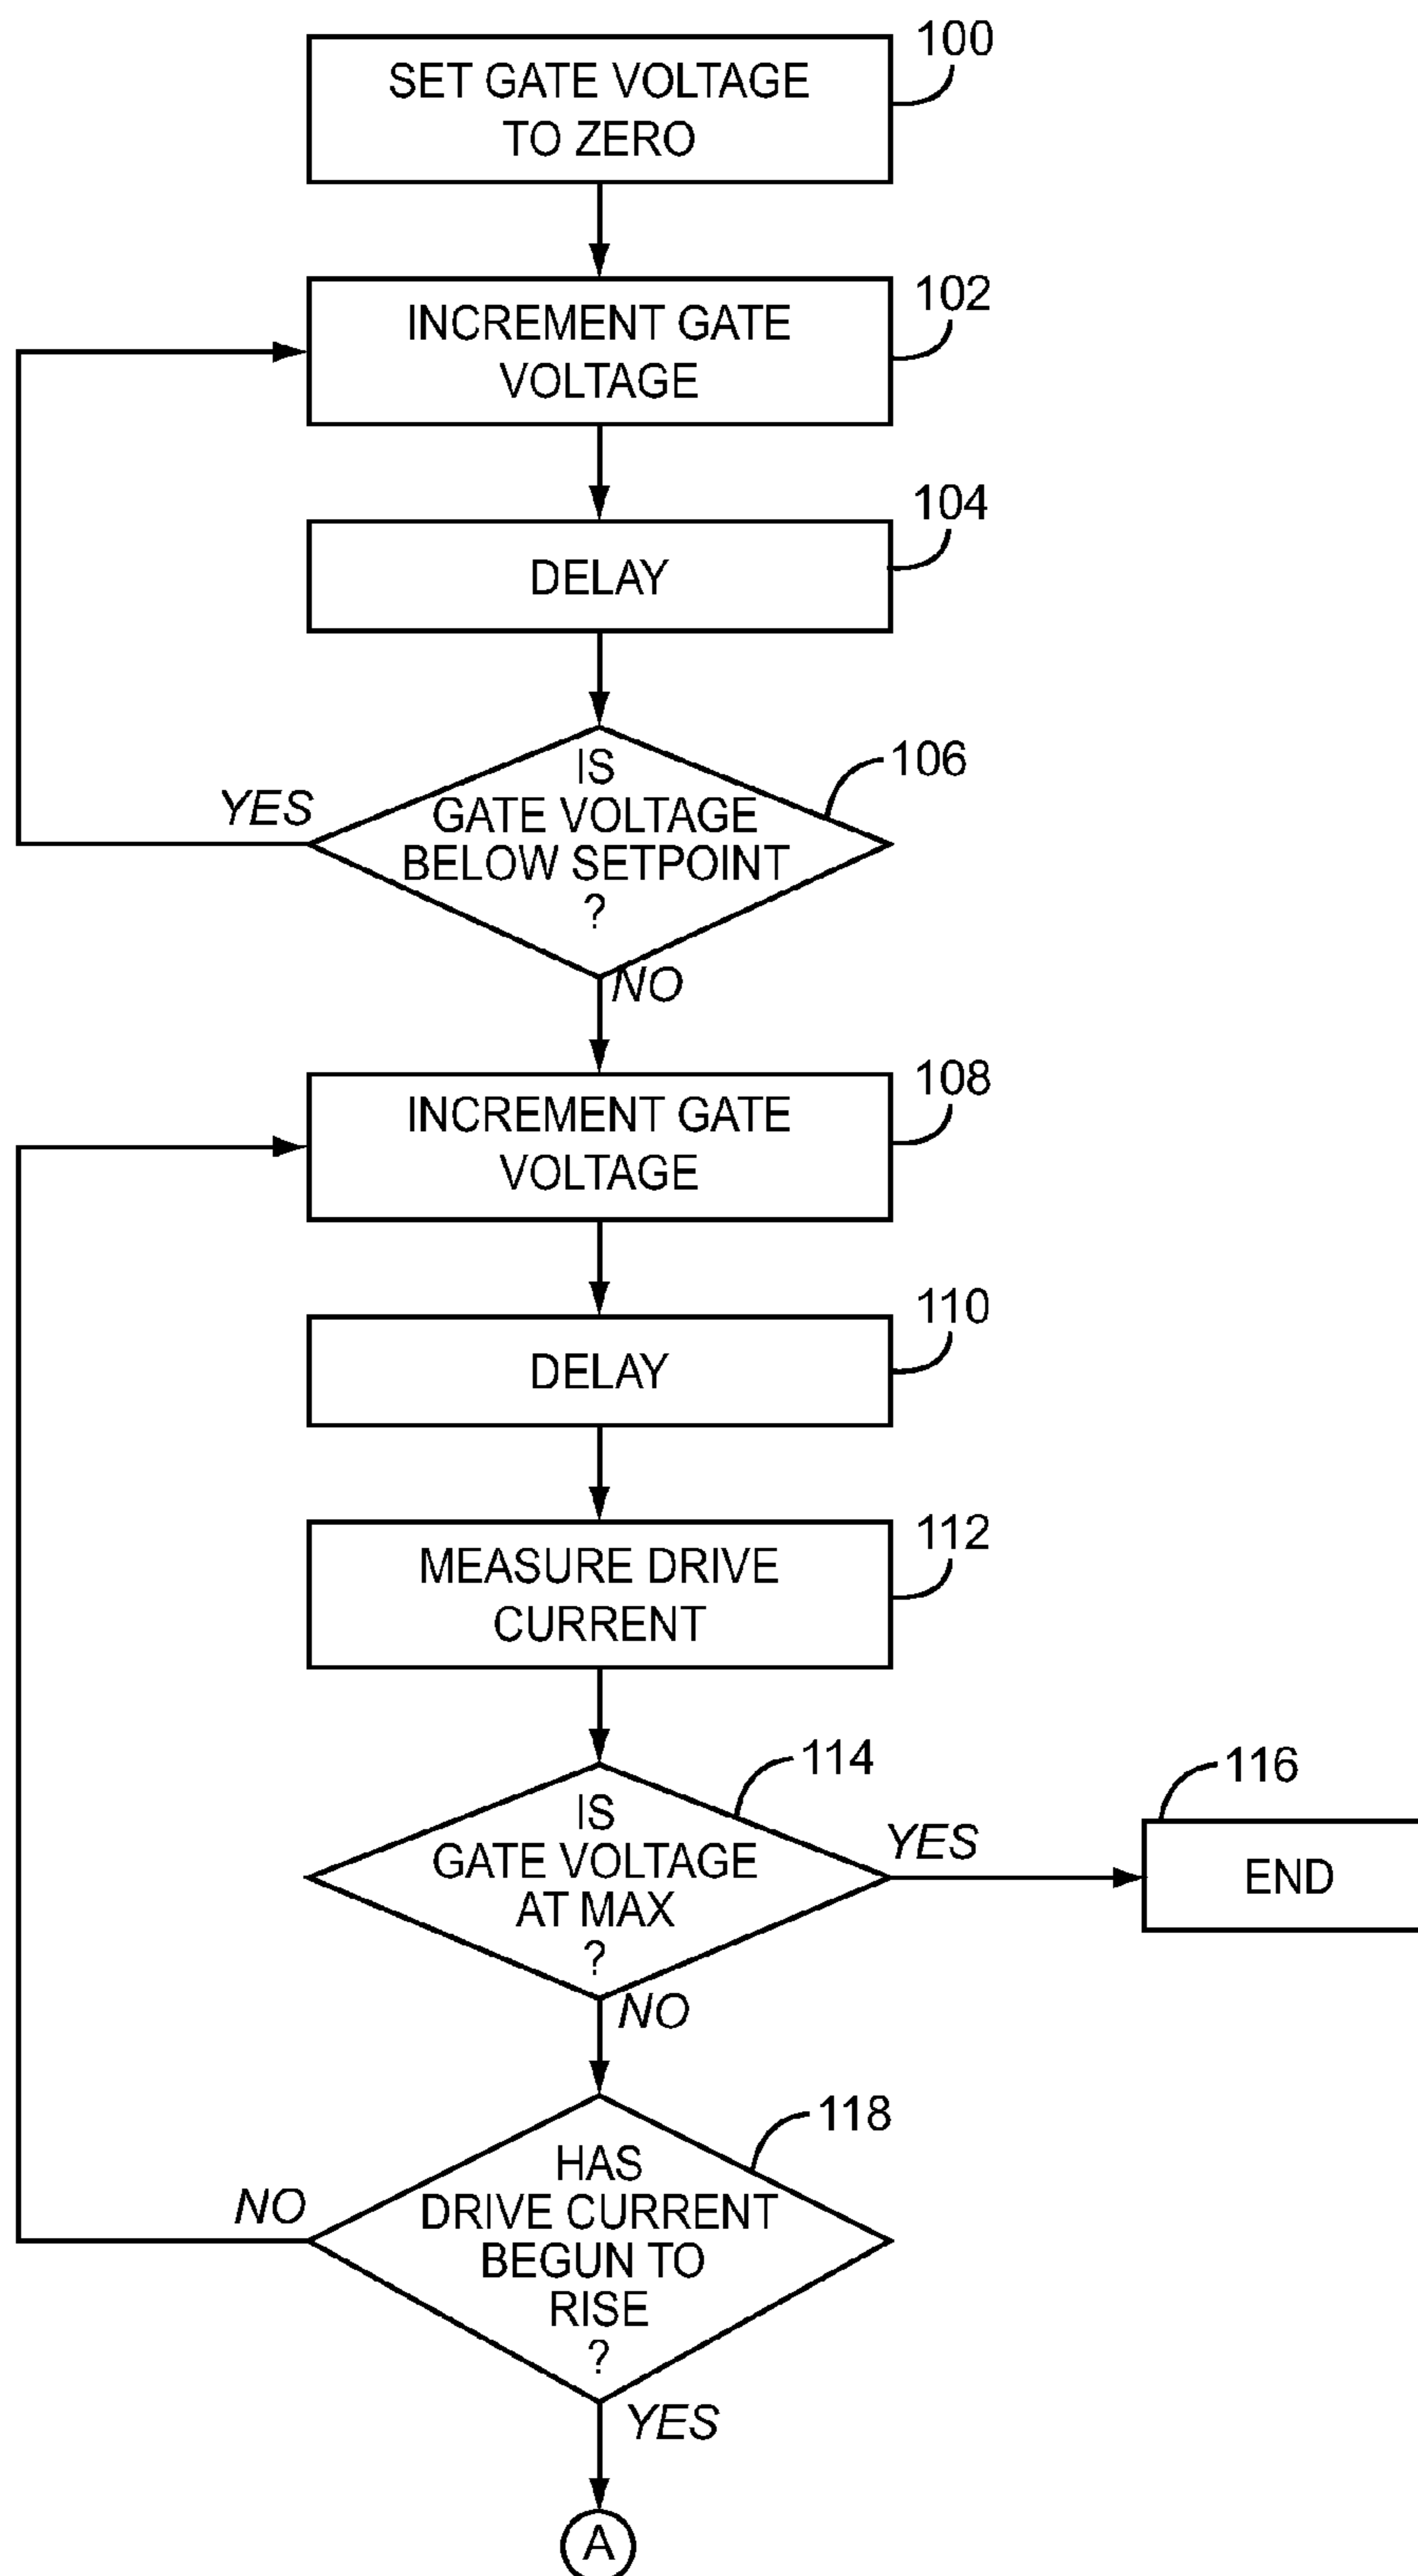 100
SET GATE VOLTAGE
TO ZERO
102
INCREMENT GATE
VOLTAGE
104
DELAY
106
IS
GATE VOLTAGE
BELOW SETPOINT
?
YES
NO
108
INCREMENT GATE
VOLTAGE
110
DELAY
112
MEASURE DRIVE
CURRENT
114
IS
GATE VOLTAGE
AT MAX
?
YES
116
END
NO
118
HAS
DRIVE CURRENT
BEGUN TO
RISE
?
NO
YES
A